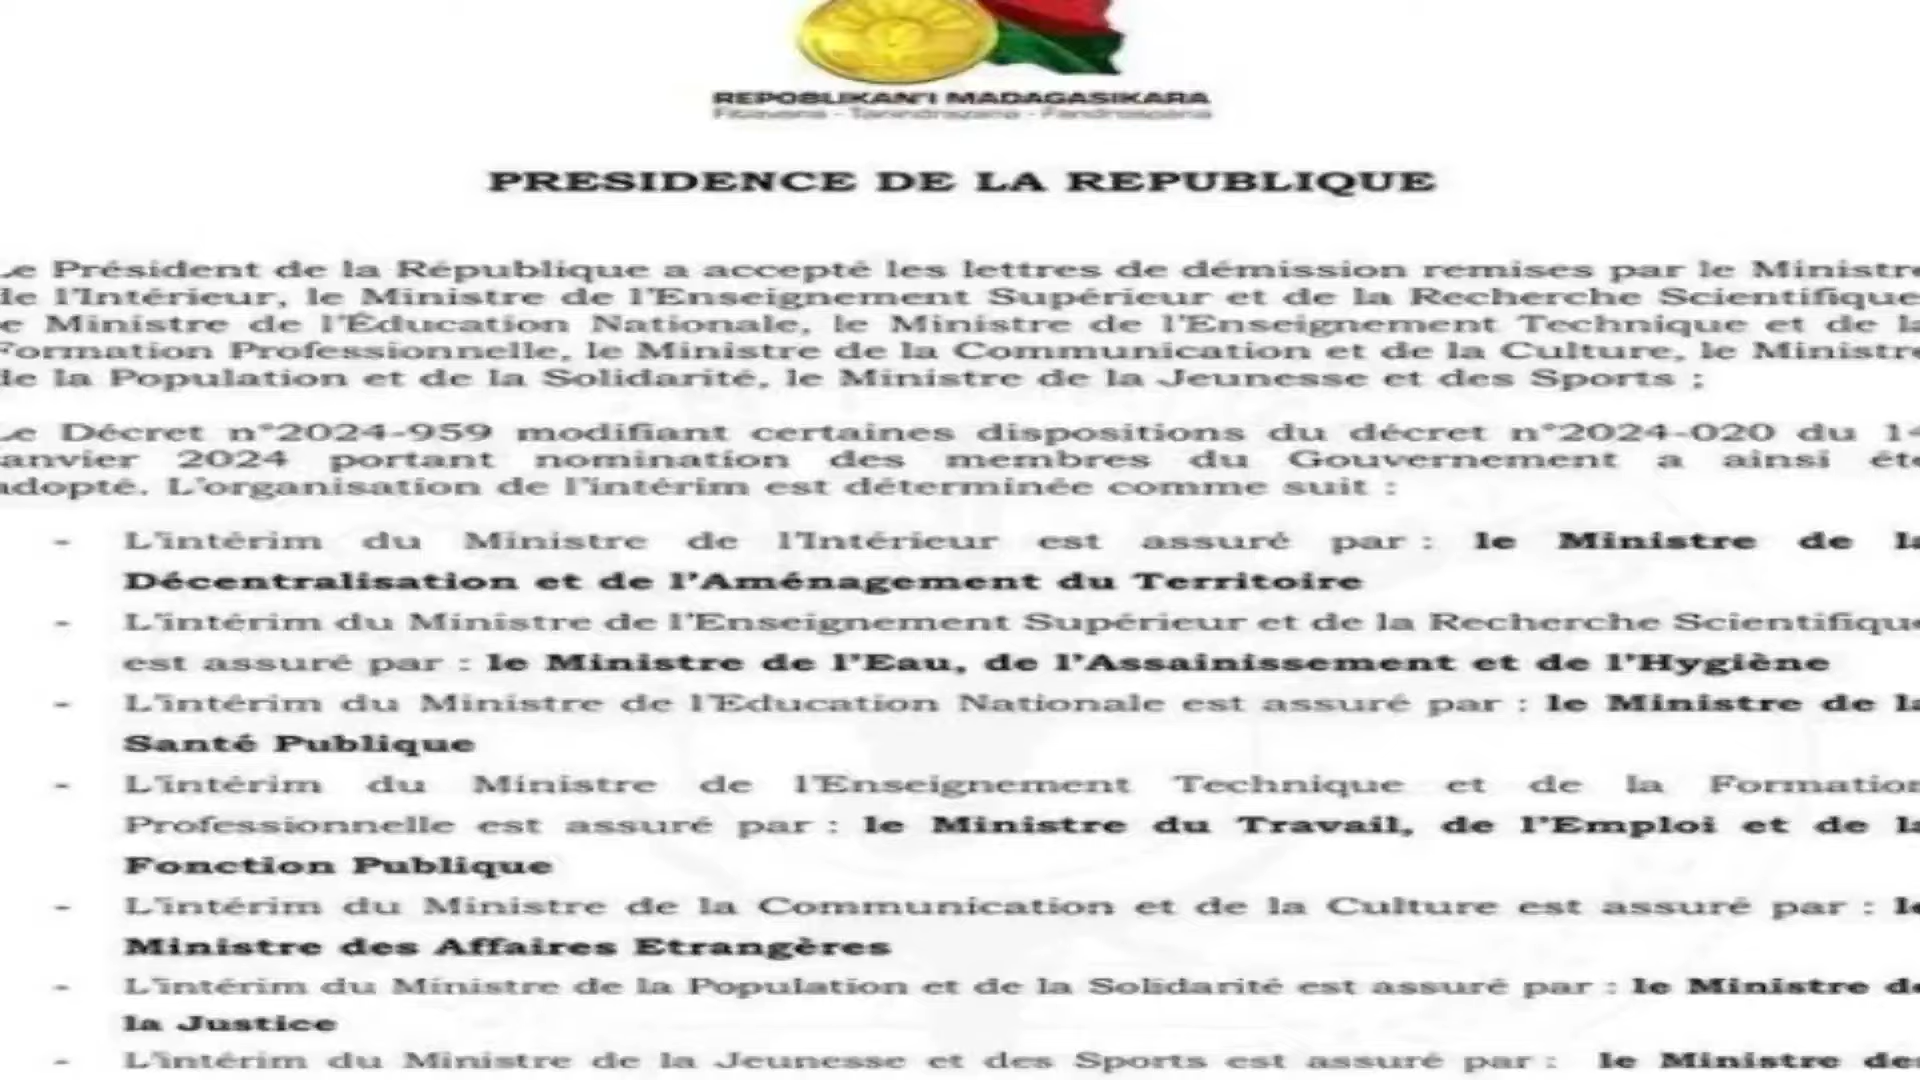 REPOBLIKAN'I MADAGASIKARA
Fitiavana - Tanindrazana - Fandrosoana
PRESIDENCE DE LA REPUBLIQUE
Le Président de la République a accepté les lettres de démission remises par le Ministre
de l'Intérieur, le Ministre de l'Enseignement Supérieur et de la Recherche Scientifique,
le Ministre de l'Éducation Nationale, le Ministre de l'Enseignement Technique et de la
Formation Professionnelle, le Ministre de la Communication et de la Culture, le Ministre
de la Population et de la Solidarité, le Ministre de la Jeunesse et des Sports ;
Le Décret n°2024-959 modifiant certaines dispositions du décret n°2024-020 du 14
janvier 2024 portant nomination des membres du Gouvernement a ainsi été
adopté. L'organisation de l'intérim est déterminée comme suit :
- L'intérim du Ministre de l'Intérieur est assuré par : le Ministre de la
Décentralisation et de l'Aménagement du Territoire
- L'intérim du Ministre de l'Enseignement Supérieur et de la Recherche Scientifique
est assuré par : le Ministre de l'Eau, de l'Assainissement et de l'Hygiène
- L'intérim du Ministre de l'Education Nationale est assuré par : le Ministre de la
Santé Publique
- L'intérim du Ministre de l'Enseignement Technique et de la Formation
Professionnelle est assuré par : le Ministre du Travail, de l'Emploi et de la
Fonction Publique
- L'intérim du Ministre de la Communication et de la Culture est assuré par : le
Ministre des Affaires Etrangères
- L'intérim du Ministre de la Population et de la Solidarité est assuré par : le Ministre de
la Justice
- L'intérim du Ministre de la Jeunesse et des Sports est assuré par : le Ministre des